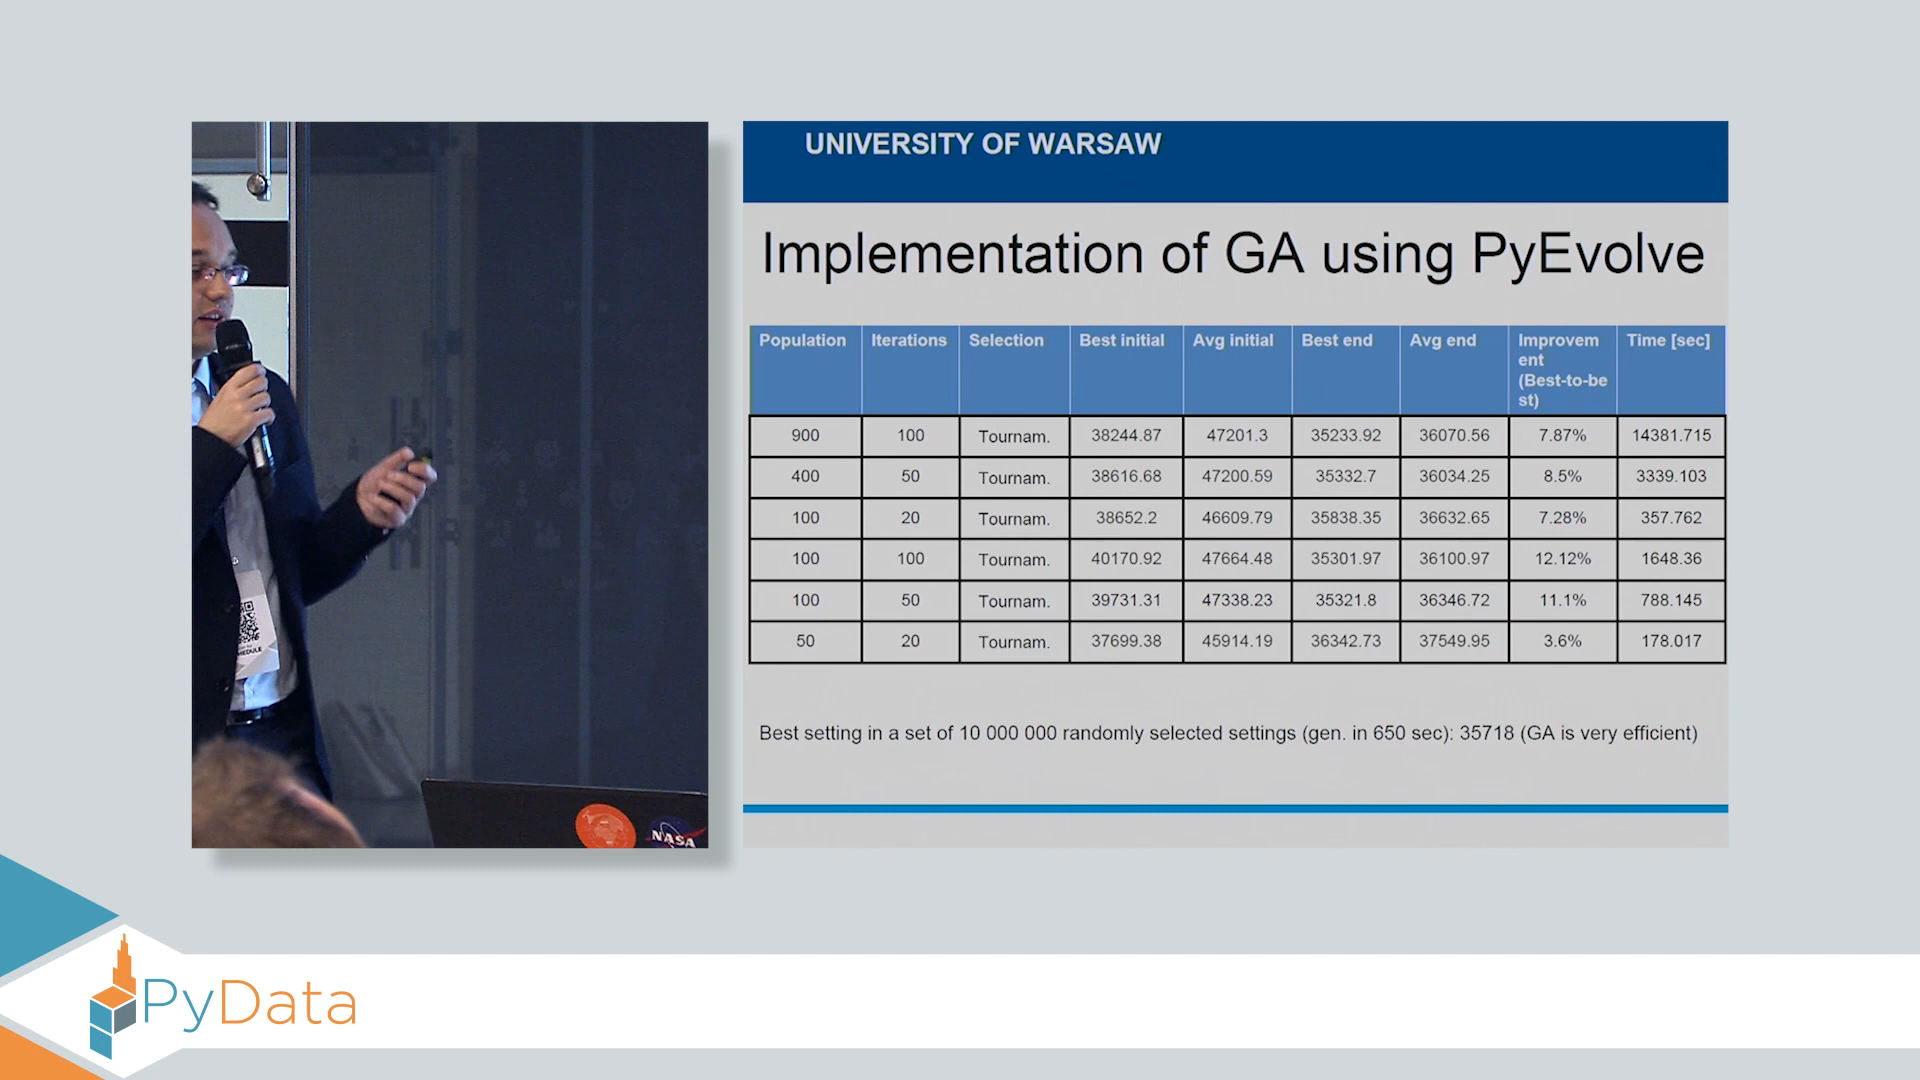 UNIVERSITY OF WARSAW
Implementation of GA using PyEvolve
Population Iterations Selection Best initial Avg initial Best end Avg end Improvem
ent
(Best-to-be
st) Time [sec]
900 100 Tournam. 38244.87 47201.3 35233.92 36070.56 7.87% 14381.715
400 50 Tournam. 38616.68 47200.59 35332.7 36034.25 8.5% 3339.103
100 20 Tournam. 38652.2 46609.79 35838.35 36632.65 7.28% 357.762
100 100 Tournam. 40170.92 47664.48 35301.97 36100.97 12.12% 1648.36
100 50 Tournam. 39731.31 47338.23 35321.8 36346.72 11.1% 788.145
50 20 Tournam. 37699.38 45914.19 36342.73 37549.95 3.6% 178.017
Best setting in a set of 10 000 000 randomly selected settings (gen. in 650 sec): 35718 (GA is very efficient)
NASA
PyData